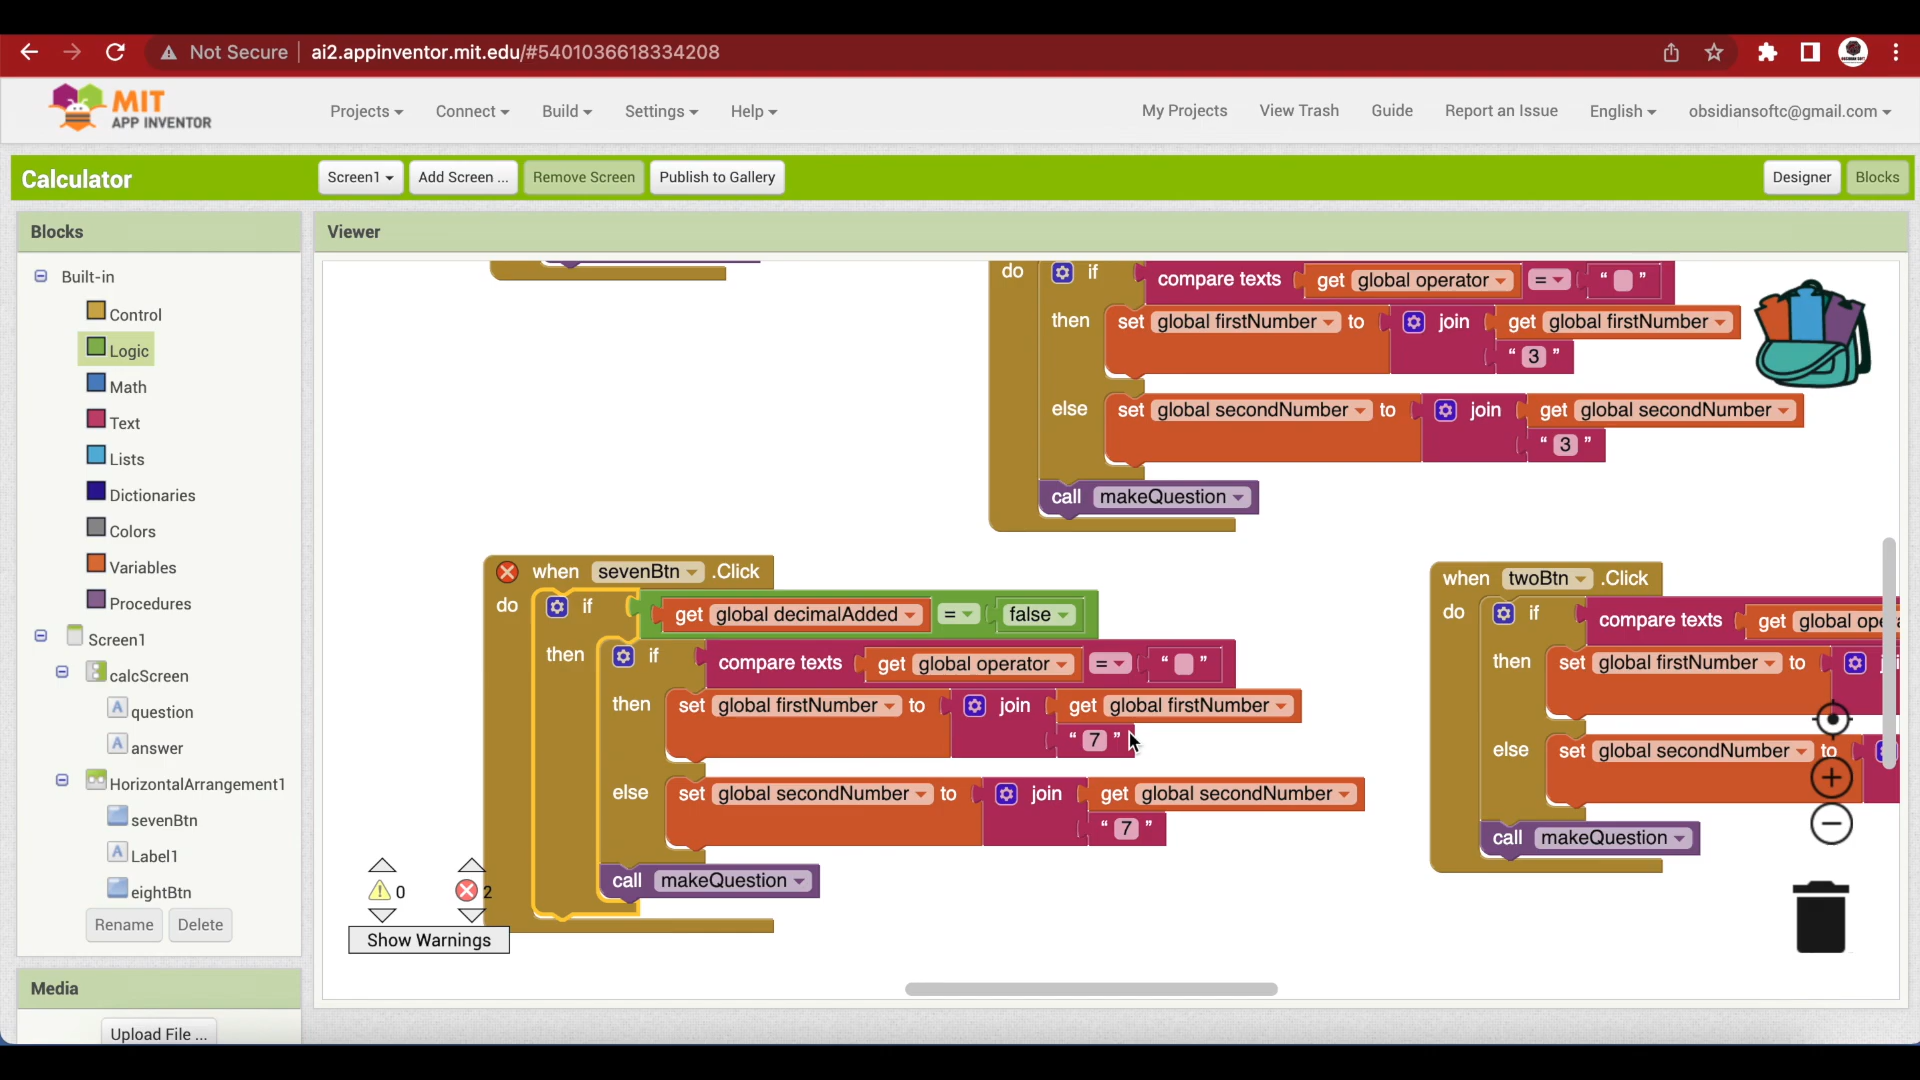 Not Secure
ai2.appinventor.mit.edu/#5401036618334208
MIT
APP INVENTOR
Projects
Connect
Build
Settings
Help
My Projects
View Trash
Guide
Report an Issue
English
obsidiansoftc@gmail.com
Calculator
Screen1
Add Screen ...
Remove Screen
Publish to Gallery
Designer
Blocks
Blocks
Viewer
Built-in
Control
Logic
Math
Text
Lists
Dictionaries
Colors
Variables
Procedures
Screen1
calcScreen
question
answer
HorizontalArrangement1
sevenBtn
Label1
eightBtn
Rename Delete
Media
Upload File ...
do if compare texts get global operator = “ ”
then set global firstNumber to join get global firstNumber
“ 3 ”
else set global secondNumber to join get global secondNumber
“ 3 ”
call makeQuestion
when sevenBtn .Click
do if get global decimalAdded = false
then if compare texts get global operator = “ ”
then set global firstNumber to join get global firstNumber
“ 7 ”
else set global secondNumber to join get global secondNumber
“ 7 ”
call makeQuestion
0 2
Show Warnings
when twoBtn .Click
do if compare texts get global ope
then set global firstNumber to
else set global secondNumber to
call makeQuestion